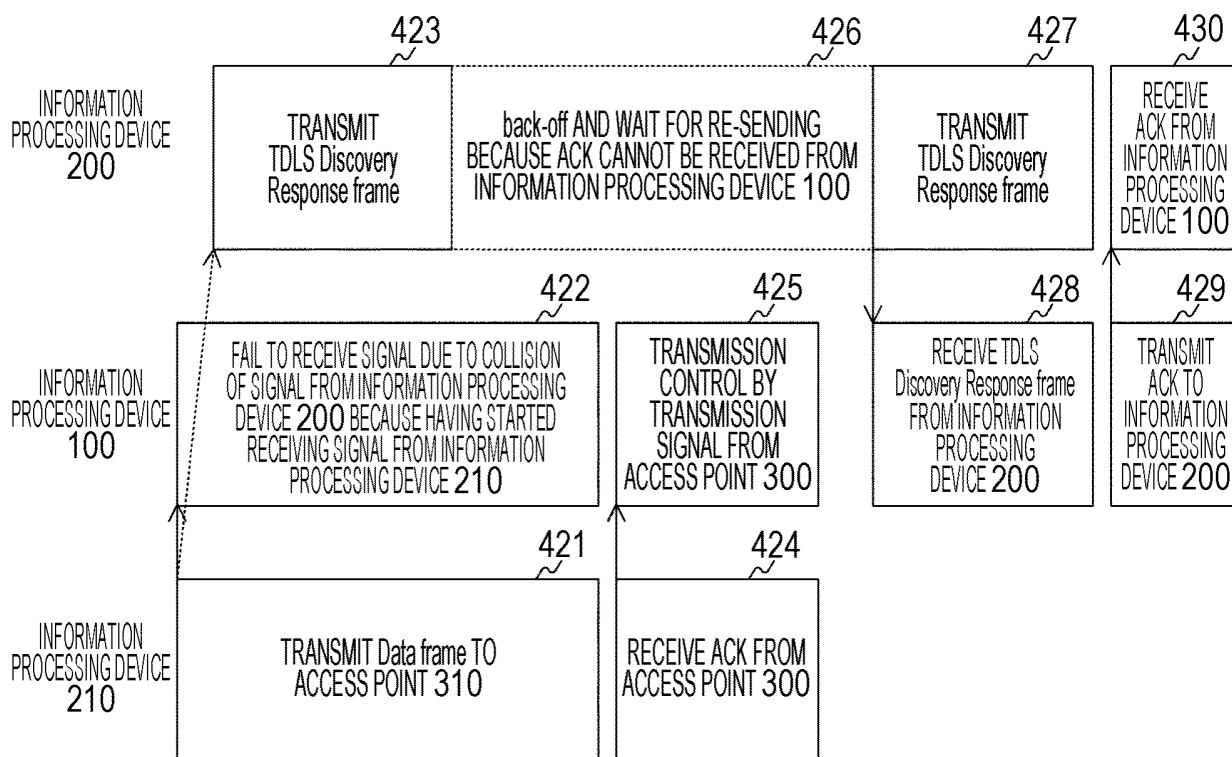 423
426
427
430
INFORMATION
PROCESSING DEVICE
200
TRANSMIT
TDLS Discovery
Response frame
back-off AND WAIT FOR RE-SENDING
BECAUSE ACK CANNOT BE RECEIVED FROM
INFORMATION PROCESSING DEVICE 100
TRANSMIT
TDLS Discovery
Response frame
RECEIVE
ACK FROM
INFORMATION
PROCESSING
DEVICE 100
422
425
428
429
INFORMATION
PROCESSING DEVICE
100
FAIL TO RECEIVE SIGNAL DUE TO COLLISION
OF SIGNAL FROM INFORMATION PROCESSING
DEVICE 200 BECAUSE HAVING STARTED
RECEIVING SIGNAL FROM INFORMATION
PROCESSING DEVICE 210
TRANSMISSION
CONTROL BY
TRANSMISSION
SIGNAL FROM
ACCESS POINT 300
RECEIVE TDLS
Discovery Response frame
FROM INFORMATION
PROCESSING
DEVICE 200
TRANSMIT
ACK TO
INFORMATION
PROCESSING
DEVICE 200
421
424
INFORMATION
PROCESSING DEVICE
210
TRANSMIT Data frame TO
ACCESS POINT 310
RECEIVE ACK FROM
ACCESS POINT 300